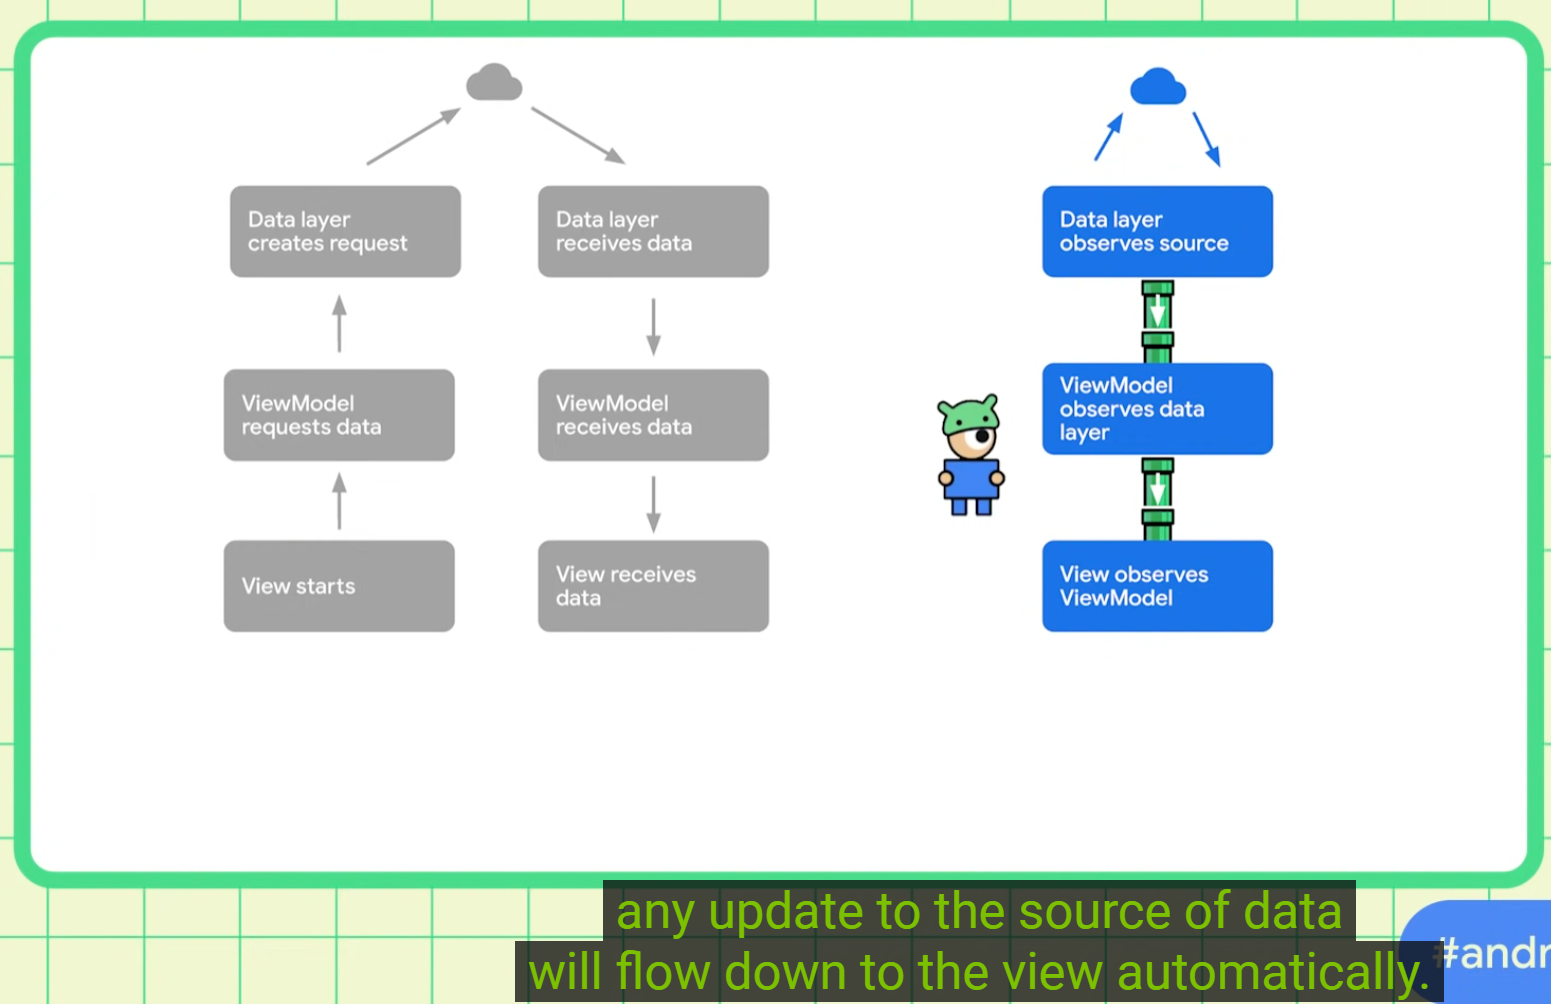 Data layer
creates request
Data layer
receives data
Data layer
observes source
ViewModel
requests data
ViewModel
receives data
ViewModel
observes data
layer
View starts
View receives
data
View observes
ViewModel
any update to the source of data
will flow down to the view automatically.
#andr